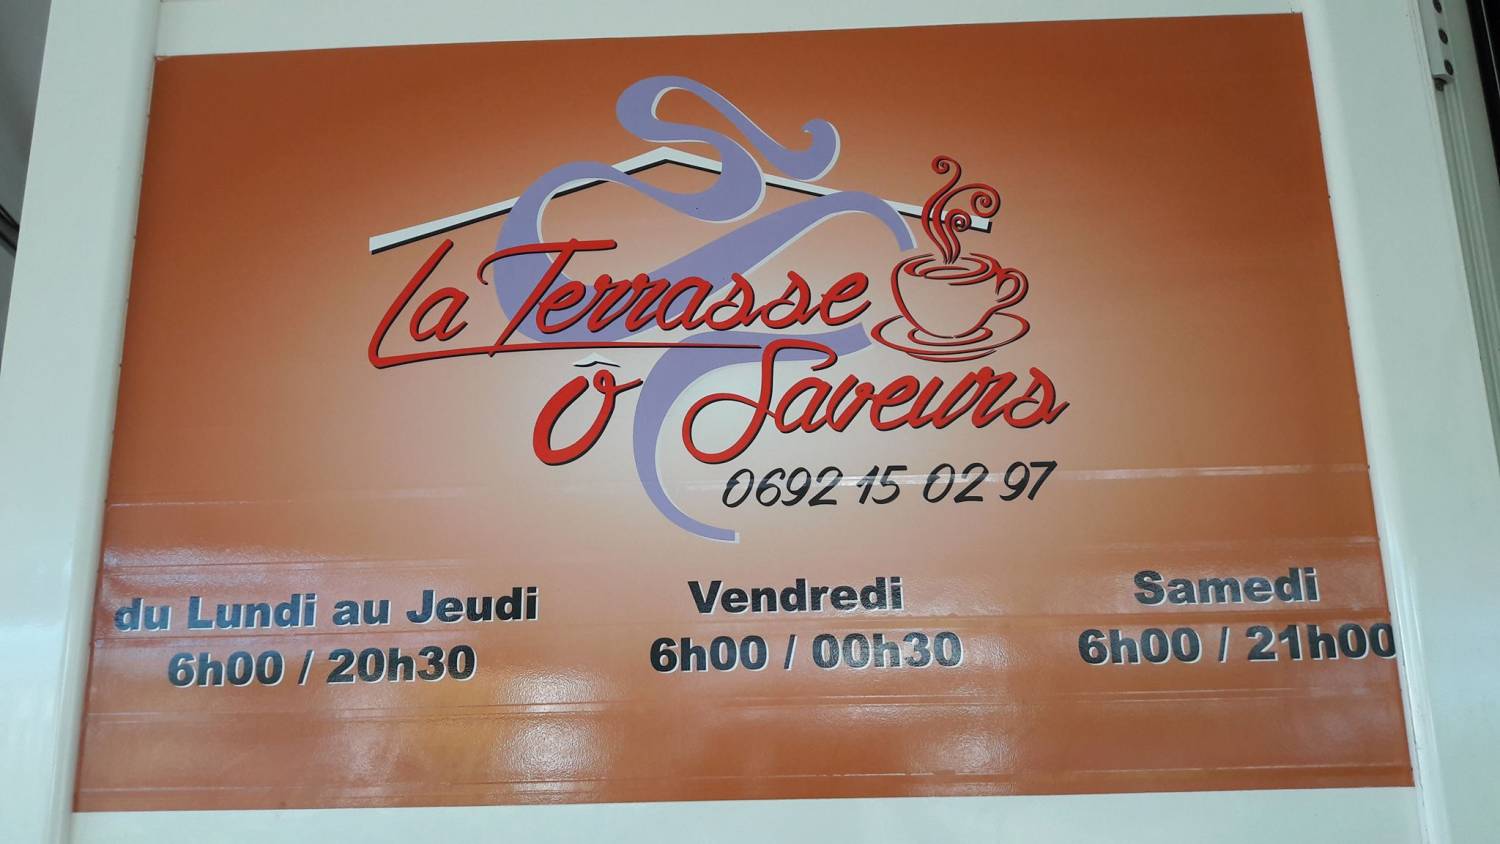 La Terrasse
Ô Saveurs
0692 15 02 97
du Lundi au Jeudi
6h00 / 20h30
Vendredi
6h00 / 00h30
Samedi
6h00 / 21h00